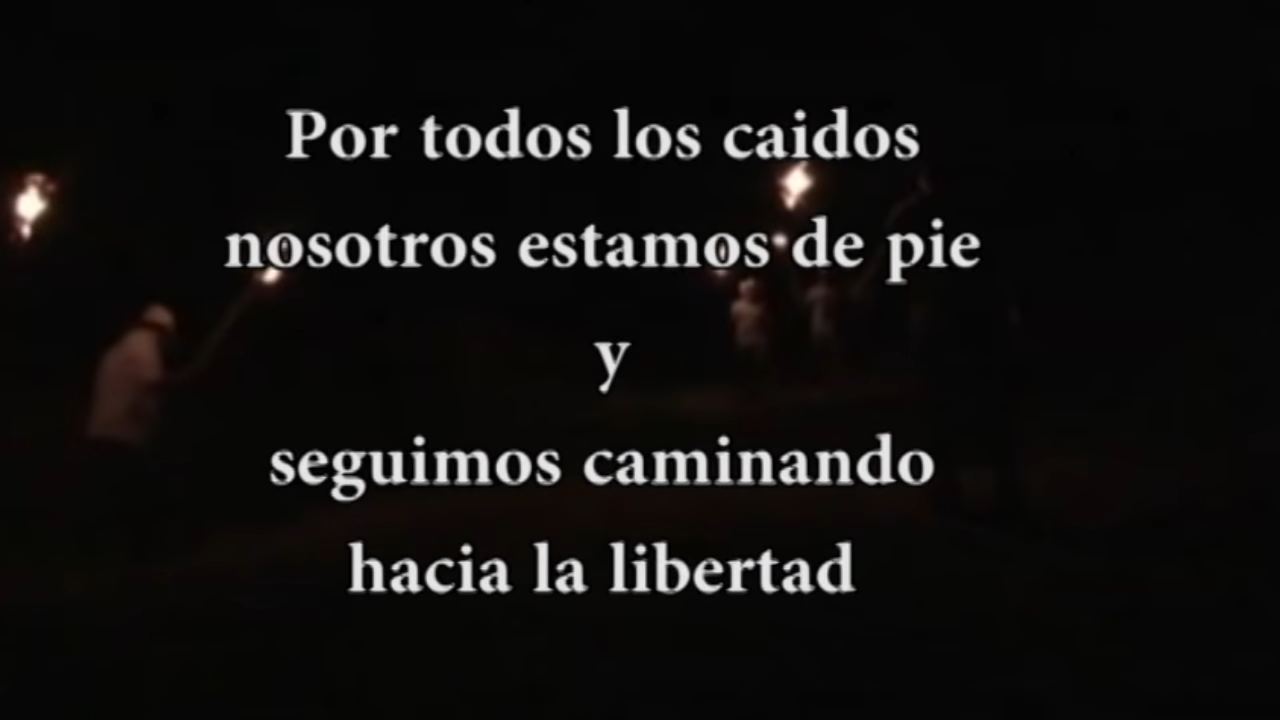 Por todos los caidos
nosotros estamos de pie
y
seguimos caminando
hacia la libertad